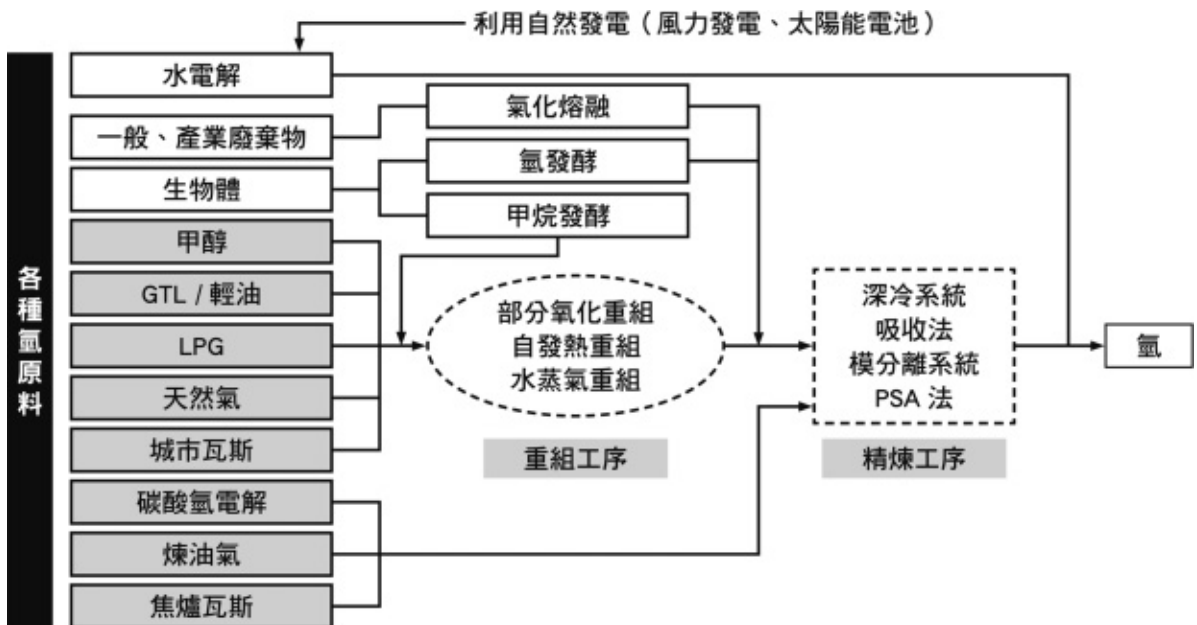 利用自然發電（風力發電、太陽能電池）
各種氫原料
水電解
一般、產業廢棄物
生物體
甲醇
GTL / 輕油
LPG
天然氣
城市瓦斯
碳酸氫電解
煉油氣
焦爐瓦斯
氧化熔融
氫發酵
甲烷發酵
部分氧化重組
自發熱重組
水蒸氣重組
重組工序
深冷系統
吸收法
模分離系統
PSA 法
精煉工序
氫